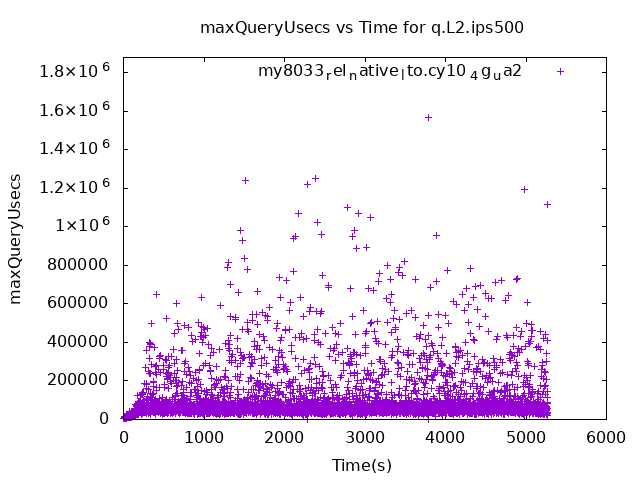 maxQueryUsecs vs Time for q.L2.ips500
my8033relnativelto.cy104gua2
1.8×10^6
1.6×10^6
1.4×10^6
1.2×10^6
1×10^6
800000
600000
400000
200000
0
maxQueryUsecs
0 1000 2000 3000 4000 5000 6000
Time(s)